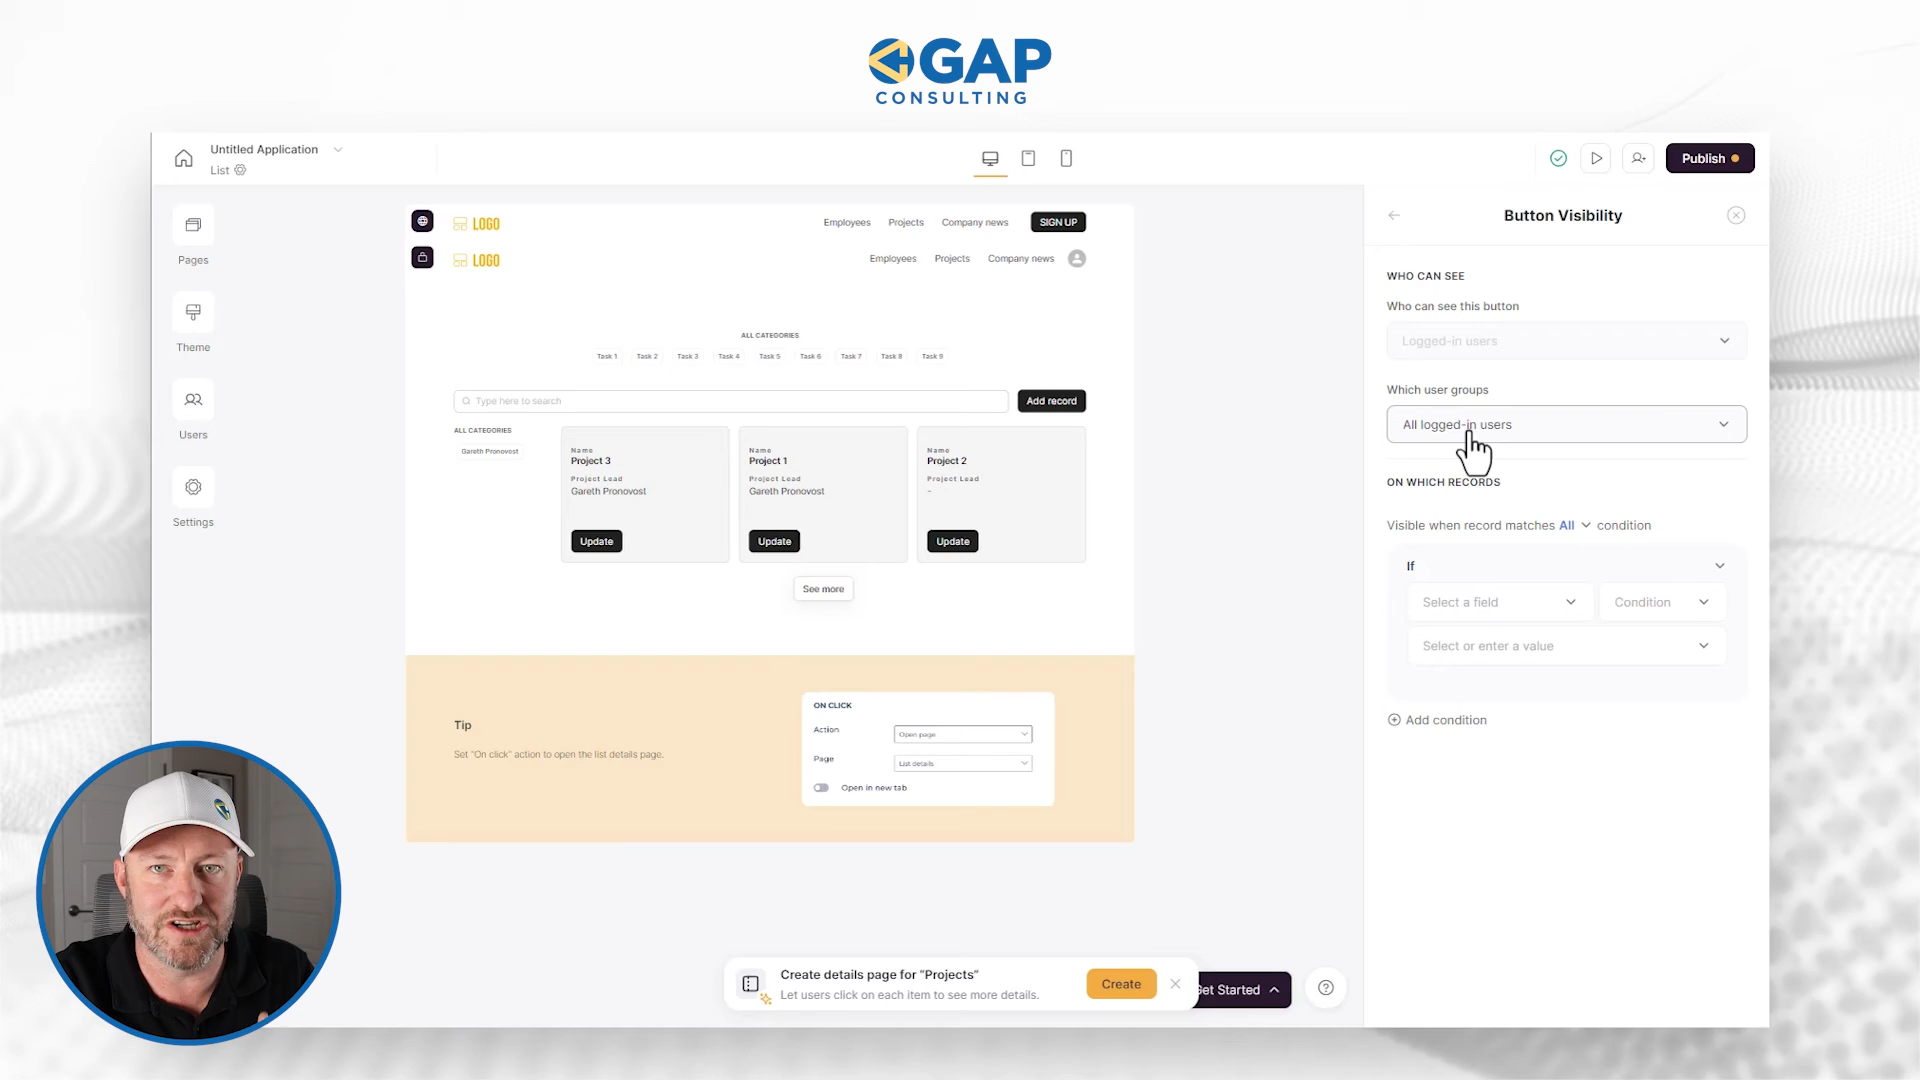 GAP
CONSULTING
Untitled Application
List
Publish
Pages
Theme
Users
Settings
LOGO
Employees Projects Company news SIGN UP
LOGO
Employees Projects Company news
ALL CATEGORIES
Task 1 Task 2 Task 3 Task 4 Task 5 Task 6 Task 7 Task 8 Task 9
Type here to search
Add record
ALL CATEGORIES
Gareth Pronovost
Name
Project 3
Project Lead
Gareth Pronovost
Update
Name
Project 1
Project Lead
Gareth Pronovost
Update
Name
Project 2
Project Lead
-
Update
See more
Tip
Set "On click" action to open the list details page.
ON CLICK
Action Open page
Page List details
Open in new tab
Create details page for "Projects"
Let users click on each item to see more details.
Create
Get Started
Button Visibility
WHO CAN SEE
Who can see this button
Logged-in users
Which user groups
All logged-in users
ON WHICH RECORDS
Visible when record matches All condition
If
Select a field Condition
Select or enter a value
Add condition